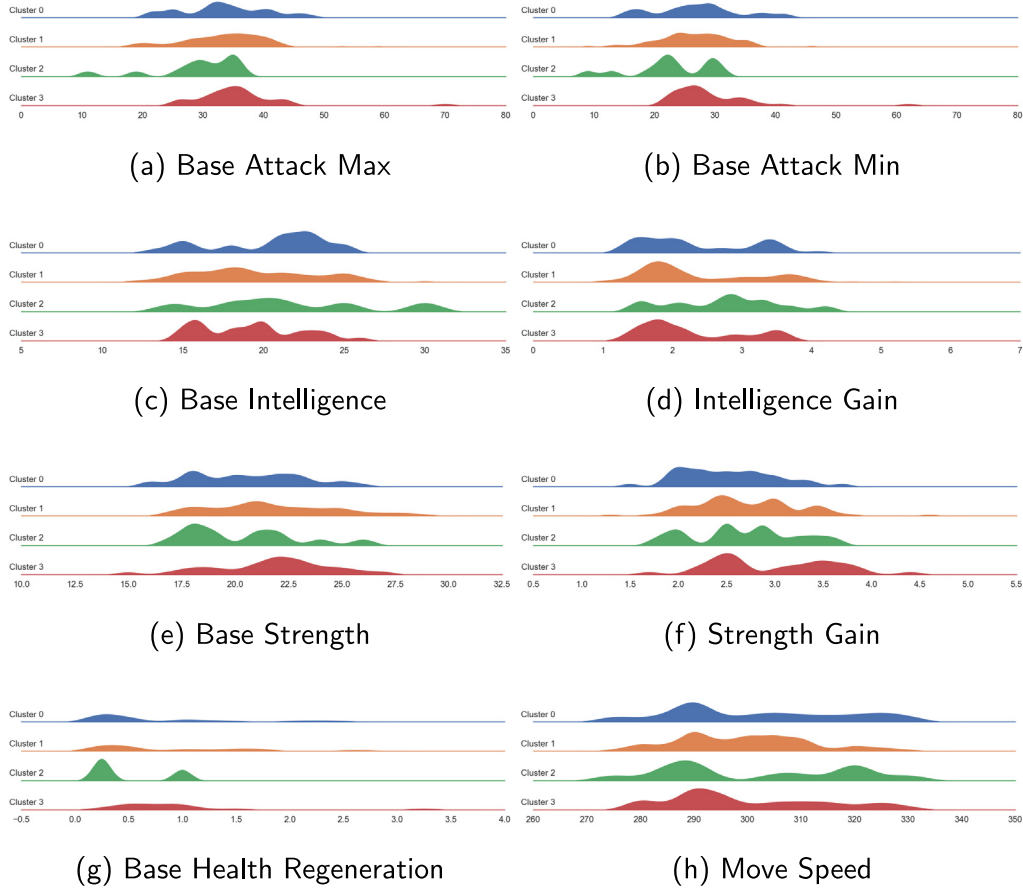 Cluster 0
Cluster 1
Cluster 2
Cluster 3
0 10 20 30 40 50 60 70 80
(a) Base Attack Max
Cluster 0
Cluster 1
Cluster 2
Cluster 3
0 10 20 30 40 50 60 70 80
(b) Base Attack Min
Cluster 0
Cluster 1
Cluster 2
Cluster 3
5 10 15 20 25 30 35
(c) Base Intelligence
Cluster 0
Cluster 1
Cluster 2
Cluster 3
0 1 2 3 4 5 6 7
(d) Intelligence Gain
Cluster 0
Cluster 1
Cluster 2
Cluster 3
10.0 12.5 15.0 17.5 20.0 22.5 25.0 27.5 30.0 32.5
(e) Base Strength
Cluster 0
Cluster 1
Cluster 2
Cluster 3
0.5 1.0 1.5 2.0 2.5 3.0 3.5 4.0 4.5 5.0 5.5
(f) Strength Gain
Cluster 0
Cluster 1
Cluster 2
Cluster 3
−0.5 0.0 0.5 1.0 1.5 2.0 2.5 3.0 3.5 4.0
(g) Base Health Regeneration
Cluster 0
Cluster 1
Cluster 2
Cluster 3
260 270 280 290 300 310 320 330 340 350
(h) Move Speed